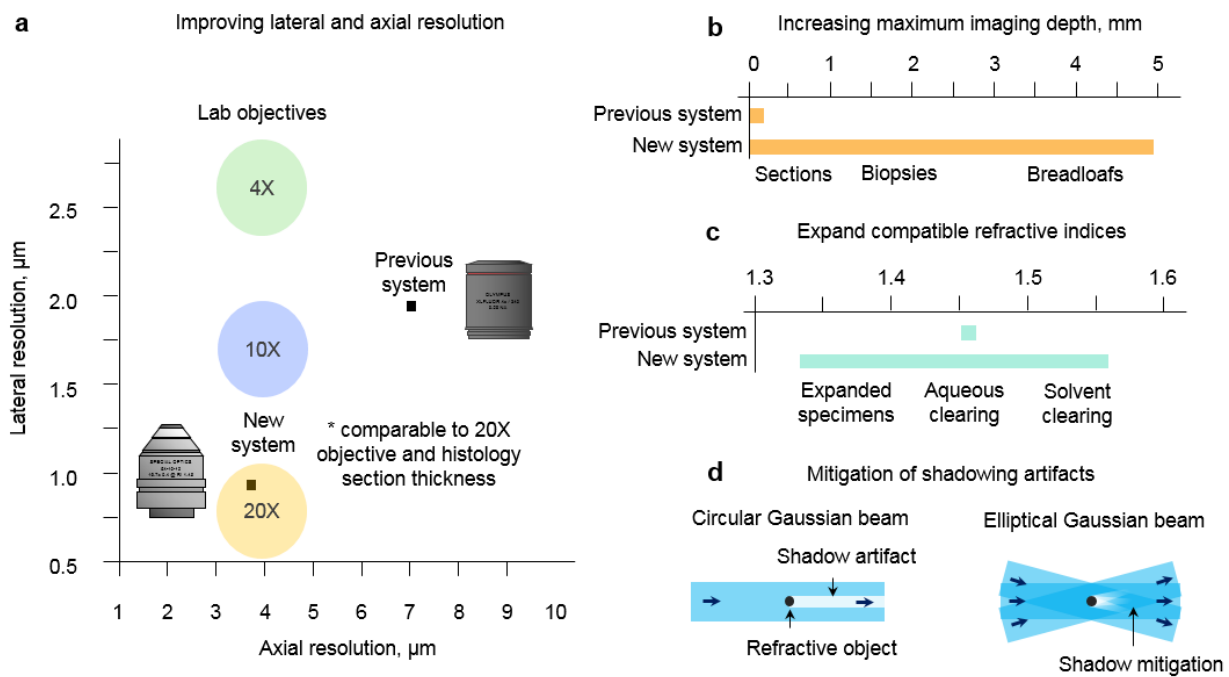 a
Improving lateral and axial resolution
Lab objectives
4X
10X
20X
Previous
system
New
system
* comparable to 20X
objective and histology
section thickness
OLYMPUS
SPECIAL OPTICS
Lateral resolution, µm
2.5
2.0
1.5
1.25
1.0
0.5
1 2 3 4 5 6 7 8 9 10
Axial resolution, µm
b
Increasing maximum imaging depth, mm
0 1 2 3 4 5
Previous system
New system
Sections Biopsies Breadloafs
c
Expand compatible refractive indices
1.3 1.4 1.5 1.6
Previous system
New system
Expanded
specimens
Aqueous
clearing
Solvent
clearing
d
Mitigation of shadowing artifacts
Circular Gaussian beam
Shadow artifact
Refractive object
Elliptical Gaussian beam
Shadow mitigation